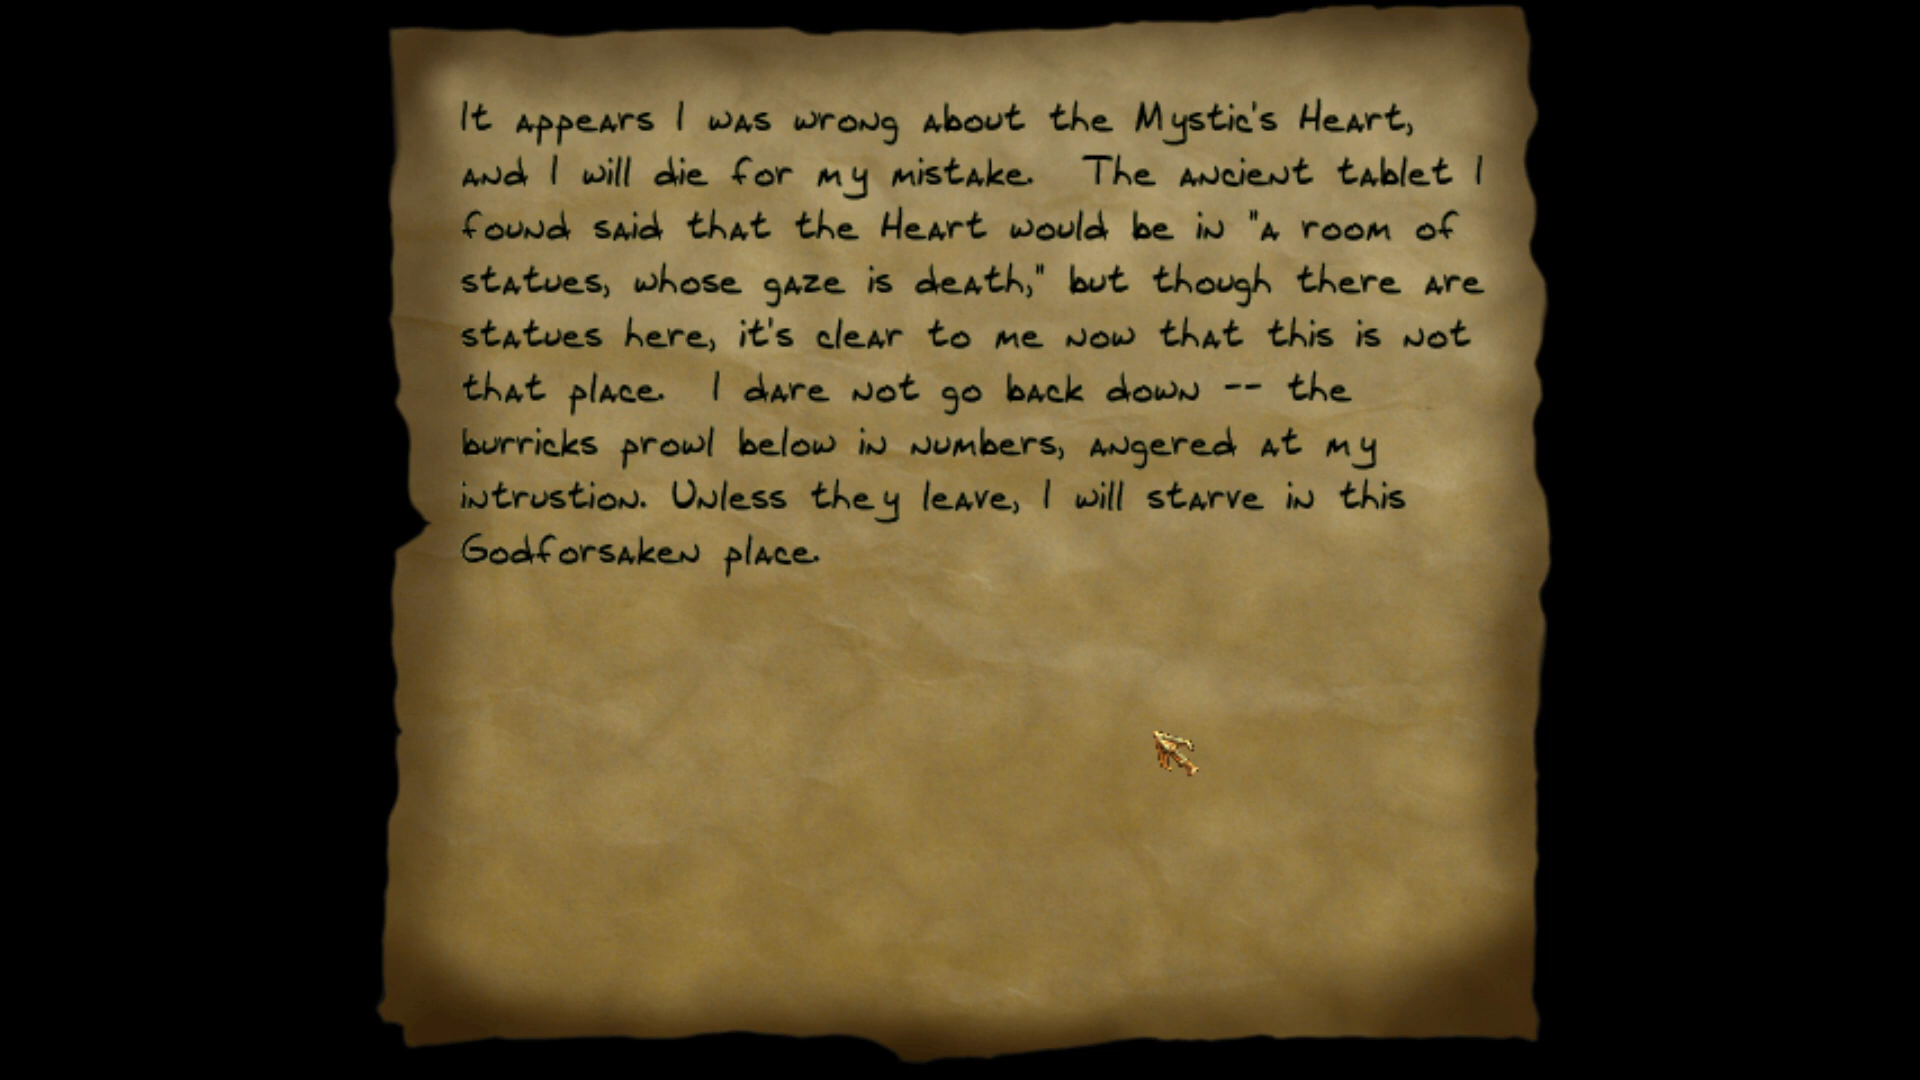 It appears I was wrong about the Mystic's Heart,
and I will die for my mistake.  The ancient tablet I
found said that the Heart would be in "a room of
statues, whose gaze is death," but though there are
statues here, it's clear to me now that this is not
that place.  I dare not go back down -- the
burricks prowl below in numbers, angered at my
intrustion. Unless they leave, I will starve in this
Godforsaken place.